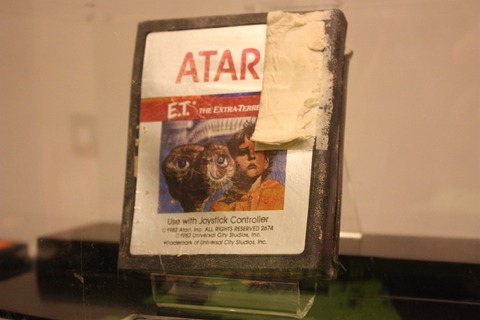 ATAR
E.T.* THE EXTRA-TERRE
Use with Joystick Controller
© 1982 Atari, Inc. ALL RIGHTS RESERVED 2674
©1982 Universal City Studios, Inc.
*Trademark of Universal City Studios, Inc.